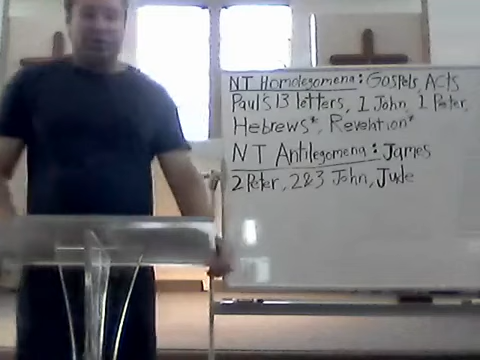 NT Homolegomena: Gospels, Acts
Paul's 13 letters, 1 John, 1 Peter,
Hebrews*, Revelation*
NT Antilegomena: James
2 Peter, 2&3 John, Jude